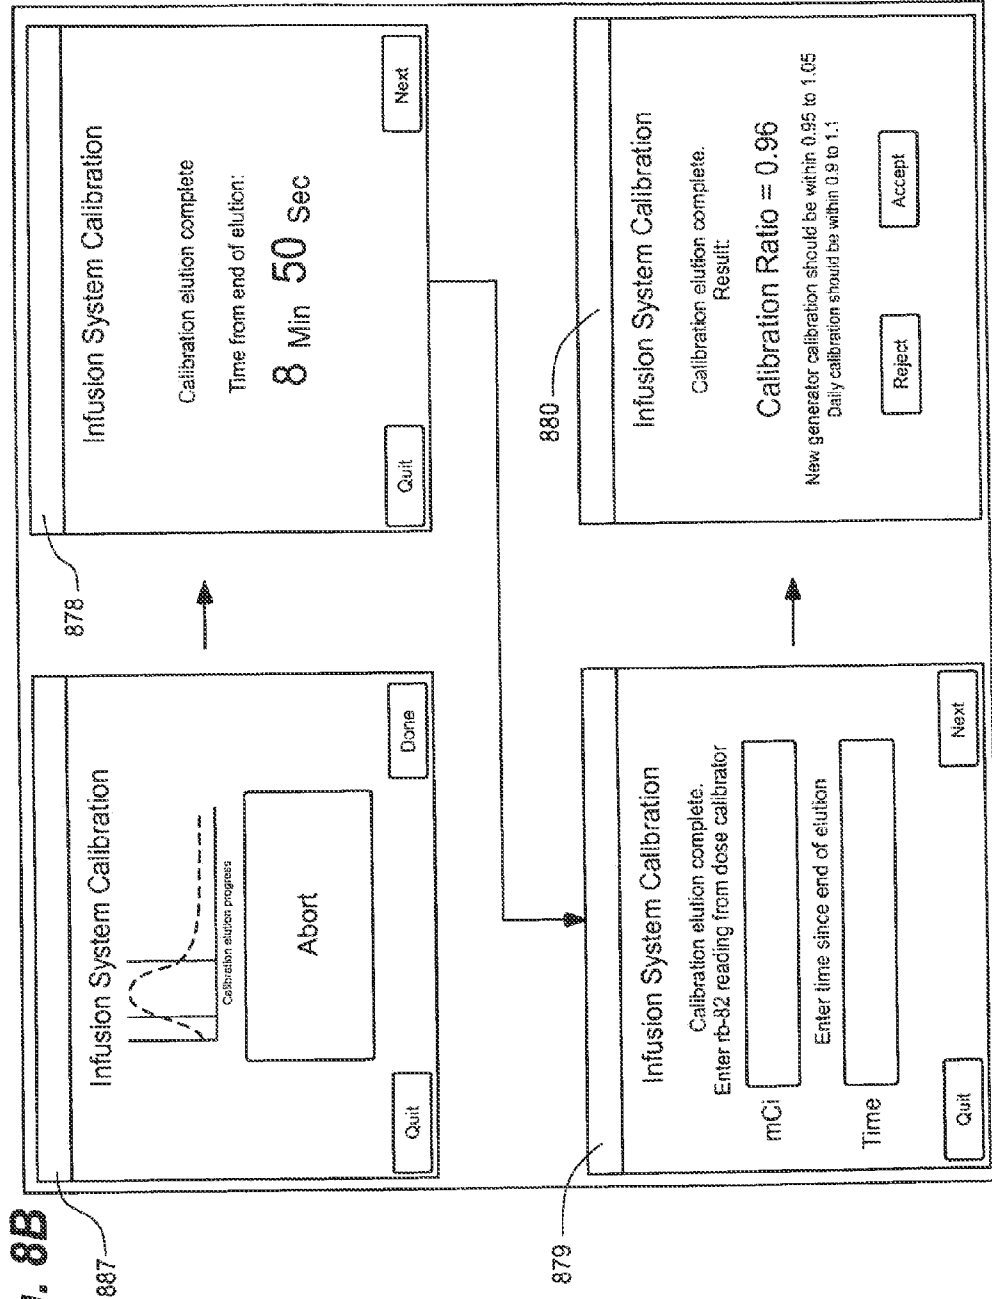 8B
887
Infusion System Calibration
Calibration elution progress
Abort
Quit
Done
878
Infusion System Calibration
Calibration elution complete
Time from end of elution:
8 Min 50 Sec
Quit
Next
879
Infusion System Calibration
Calibration elution complete.
Enter rb-82 reading from dose calibrator
mCi
Enter time since end of elution
Time
Quit
Next
880
Infusion System Calibration
Calibration elution complete.
Result:
Calibration Ratio = 0.96
New generator calibration should be within 0.95 to 1.05
Daily calibration should be within 0.9 to 1.1
Reject
Accept